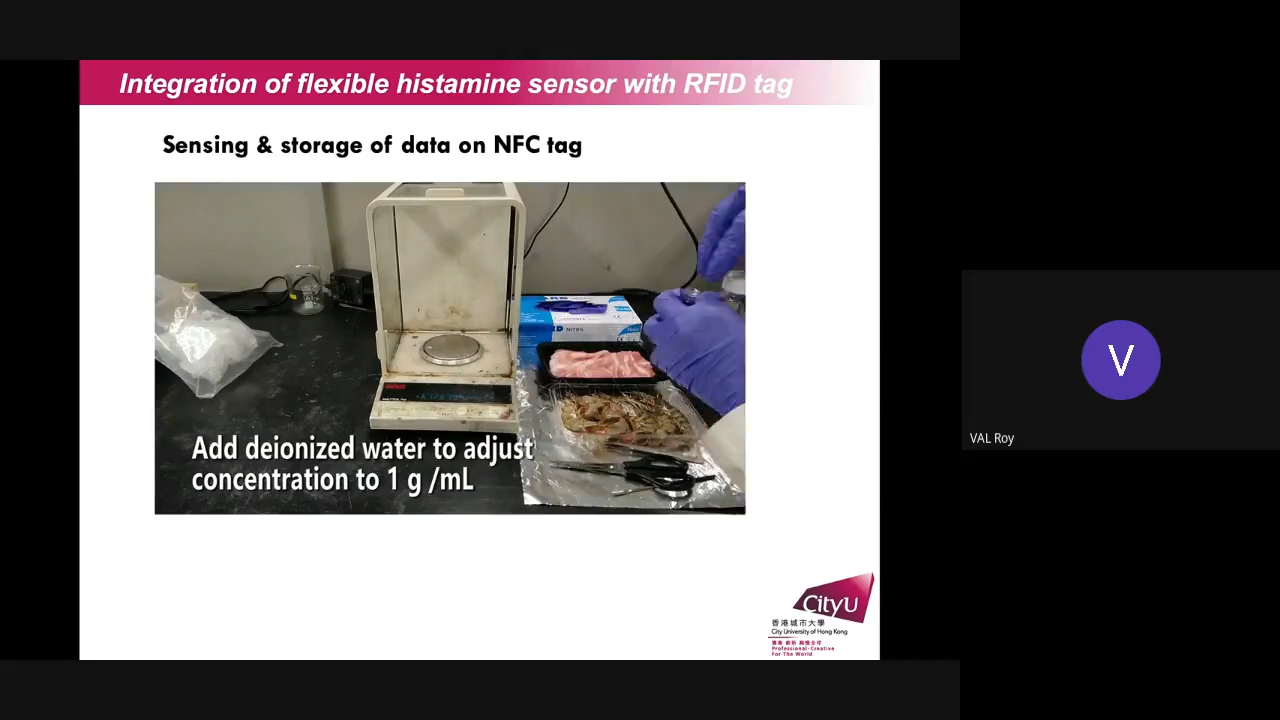 Integration of flexible histamine sensor with RFID tag
Sensing & storage of data on NFC tag
NITRIL
Add deionized water to adjust
concentration to 1 g /mL
CityU
香港城市大學
City University of Hong Kong
專業 創新 胸懷全球
Professional·Creative
For The World
V
VAL Roy